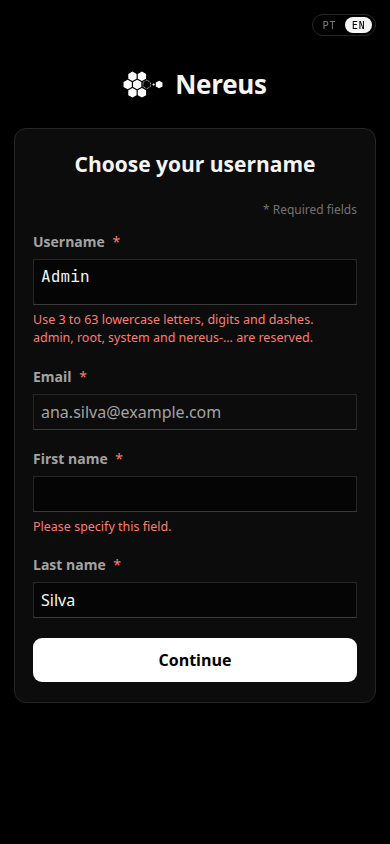 PT EN
Nereus
Choose your username
* Required fields
Username *
Admin
Use 3 to 63 lowercase letters, digits and dashes.
admin, root, system and nereus-... are reserved.
Email *
ana.silva@example.com
First name *
Please specify this field.
Last name *
Silva
Continue